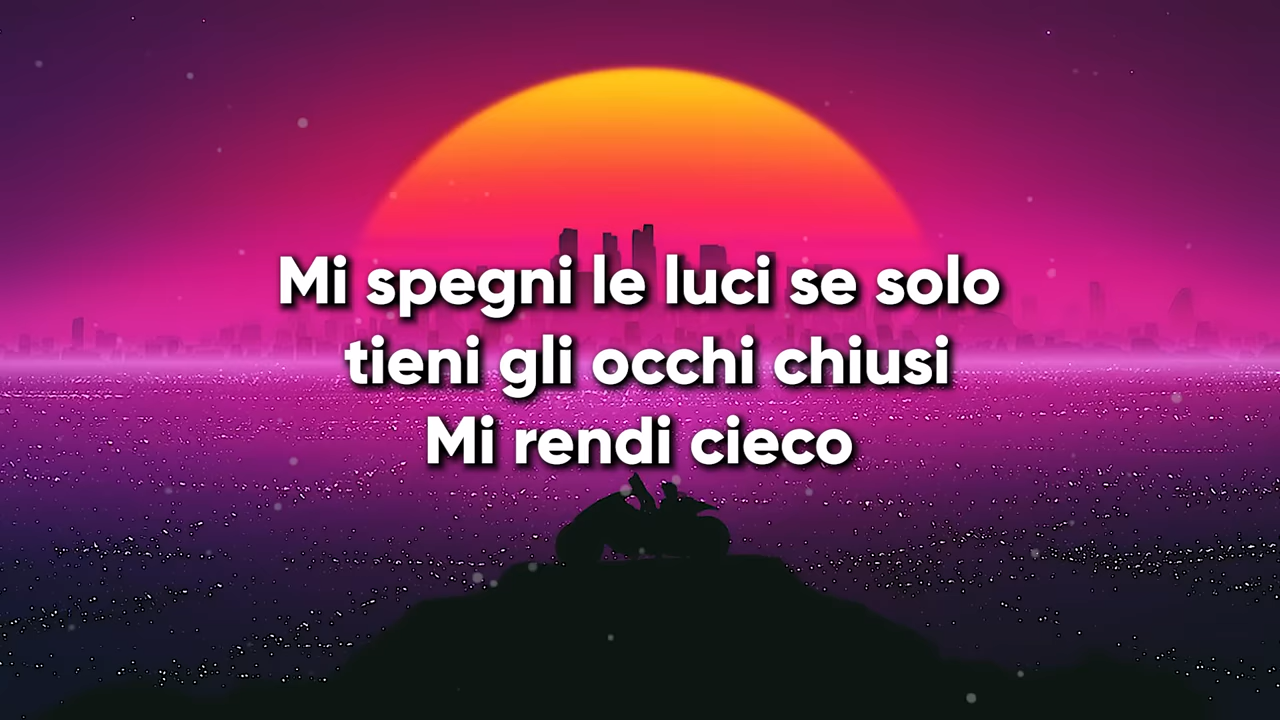 Mi spegni le luci se solo
tieni gli occhi chiusi
Mi rendi cieco